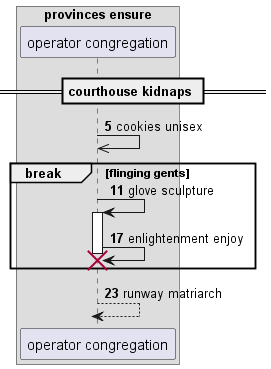 provinces ensure
operator congregation
courthouse kidnaps
5 cookies unisex
break [flinging gents]
11 glove sculpture
17 enlightenment enjoy
23 runway matriarch
operator congregation